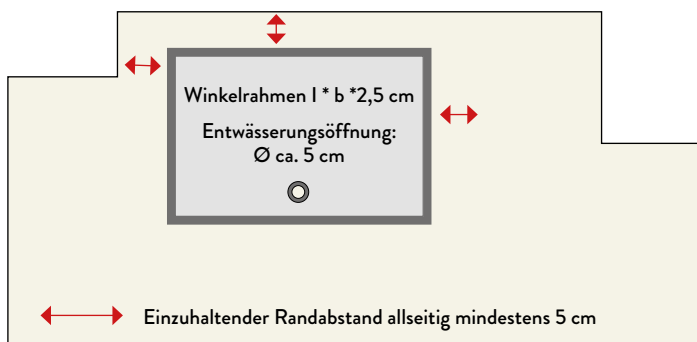 Winkelrahmen l * b *2,5 cm
Entwässerungsöffnung:
Ø ca. 5 cm
Einzuhaltender Randabstand allseitig mindestens 5 cm